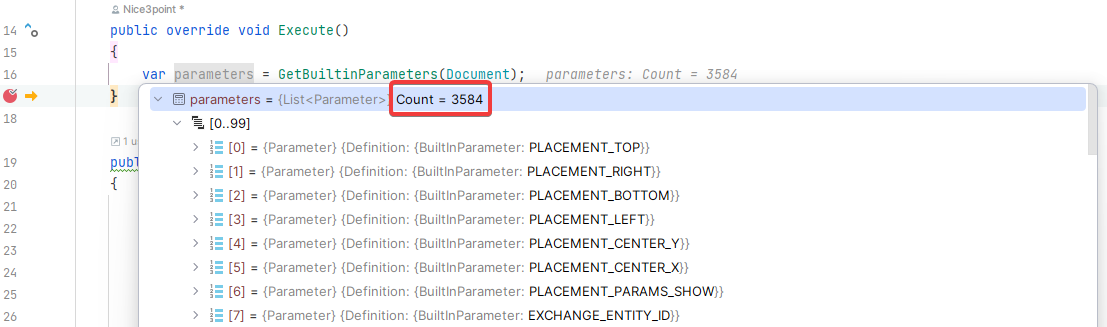 Nice3point *
14 public override void Execute()
15 {
16 var parameters = GetBuiltinParameters(Document); parameters: Count = 3584
}
parameters = {List<Parameter>} Count = 3584
18
[0..99]
1 u
[0] = {Parameter} {Definition: {BuiltInParameter: PLACEMENT_TOP}}
19 publ
[1] = {Parameter} {Definition: {BuiltInParameter: PLACEMENT_RIGHT}}
20 {
[2] = {Parameter} {Definition: {BuiltInParameter: PLACEMENT_BOTTOM}}
21
[3] = {Parameter} {Definition: {BuiltInParameter: PLACEMENT_LEFT}}
22
[4] = {Parameter} {Definition: {BuiltInParameter: PLACEMENT_CENTER_Y}}
23
[5] = {Parameter} {Definition: {BuiltInParameter: PLACEMENT_CENTER_X}}
24
[6] = {Parameter} {Definition: {BuiltInParameter: PLACEMENT_PARAMS_SHOW}}
25
[7] = {Parameter} {Definition: {BuiltInParameter: EXCHANGE_ENTITY_ID}}
26